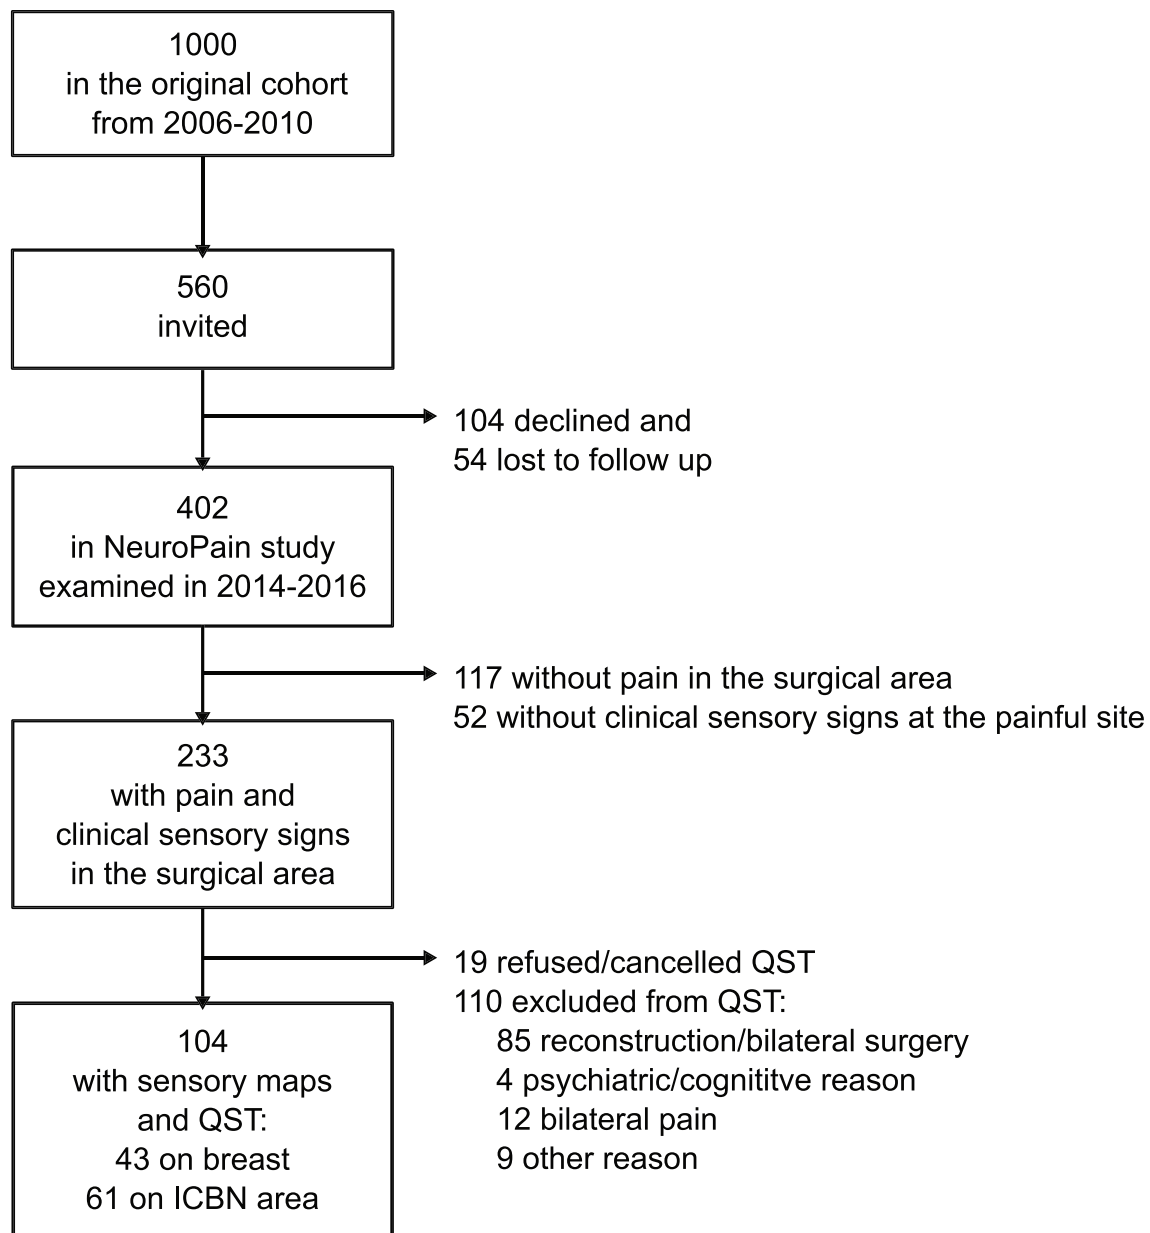 1000
in the original cohort
from 2006-2010
560
invited
104 declined and
54 lost to follow up
402
in NeuroPain study
examined in 2014-2016
117 without pain in the surgical area
52 without clinical sensory signs at the painful site
233
with pain and
clinical sensory signs
in the surgical area
19 refused/cancelled QST
110 excluded from QST:
85 reconstruction/bilateral surgery
4 psychiatric/cognititve reason
12 bilateral pain
9 other reason
104
with sensory maps
and QST:
43 on breast
61 on ICBN area